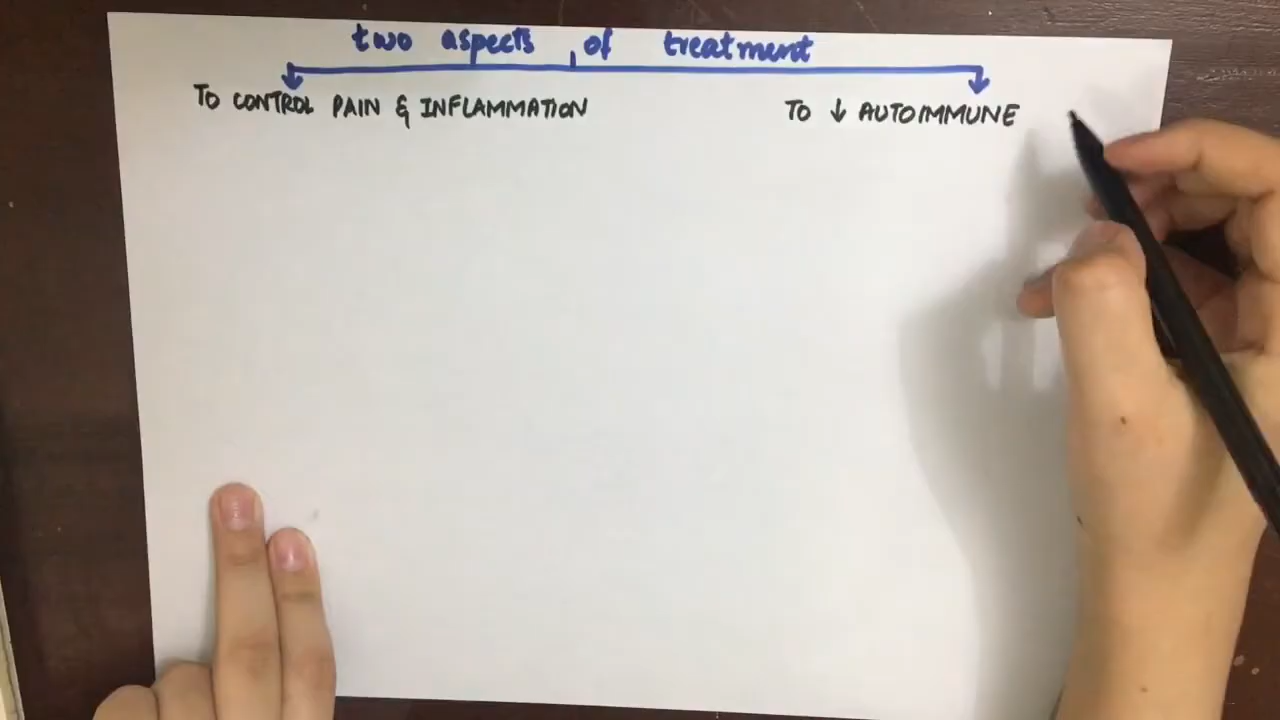 two aspects of treatment
TO CONTROL PAIN & INFLAMMATION
TO ↓ AUTOIMMUNE